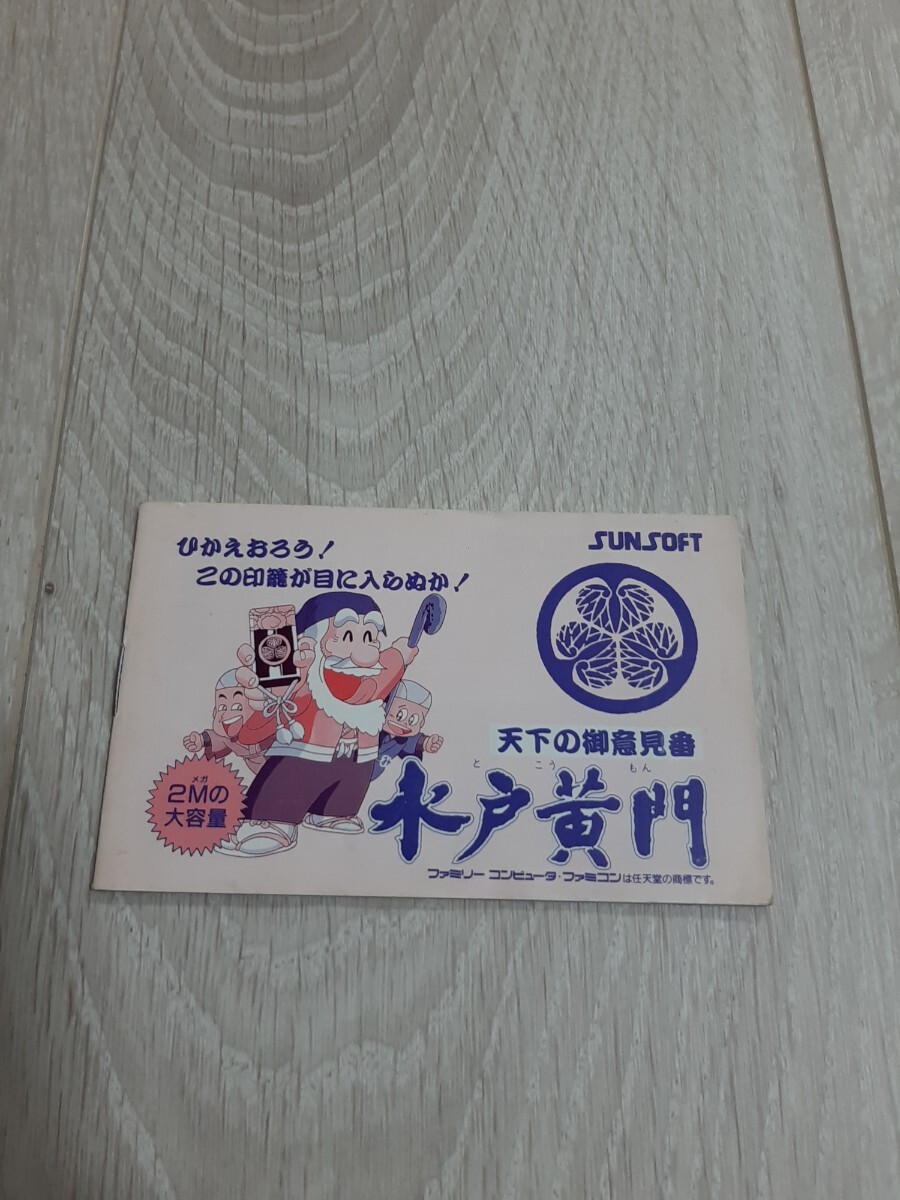 ひかえおろう!
この印籠が目に入らぬか!
SUNSOFT
天下の御意見番
と こう もん
水戸黄門
メガ
2Mの
大容量
み
ファミリー コンピュータ・ファミコンは任天堂の商標です。